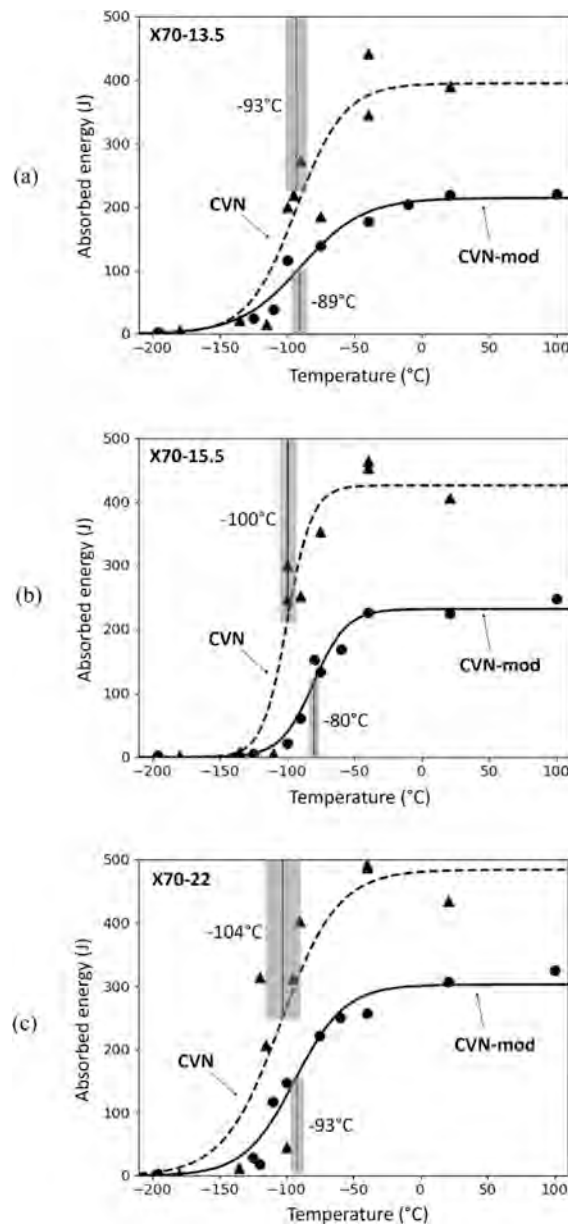 X70-13.5
500
400
300
200
100
0
-93°C
CVN
CVN-mod
-89°C
Absorbed energy (J)
(a)
−200 −150 −100 −50 0 50 100
Temperature (°C)
X70-15.5
500
400
300
200
100
0
-100°C
CVN
CVN-mod
-80°C
Absorbed energy (J)
(b)
−200 −150 −100 −50 0 50 100
Temperature (°C)
X70-22
500
400
300
200
100
0
-104°C
CVN
CVN-mod
-93°C
Absorbed energy (J)
(c)
−200 −150 −100 −50 0 50 100
Temperature (°C)